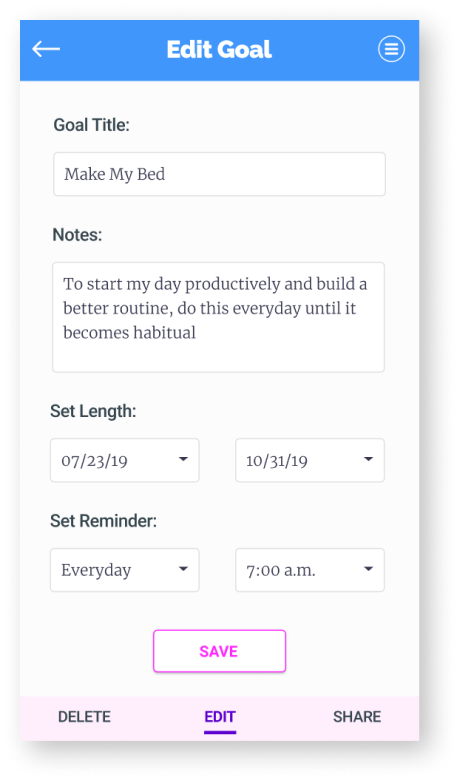 Edit Goal
Goal Title:
Make My Bed
Notes:
To start my day productively and build a
better routine, do this everyday until it
becomes habitual
Set Length:
07/23/19 10/31/19
Set Reminder:
Everyday 7:00 a.m.
SAVE
DELETE EDIT SHARE